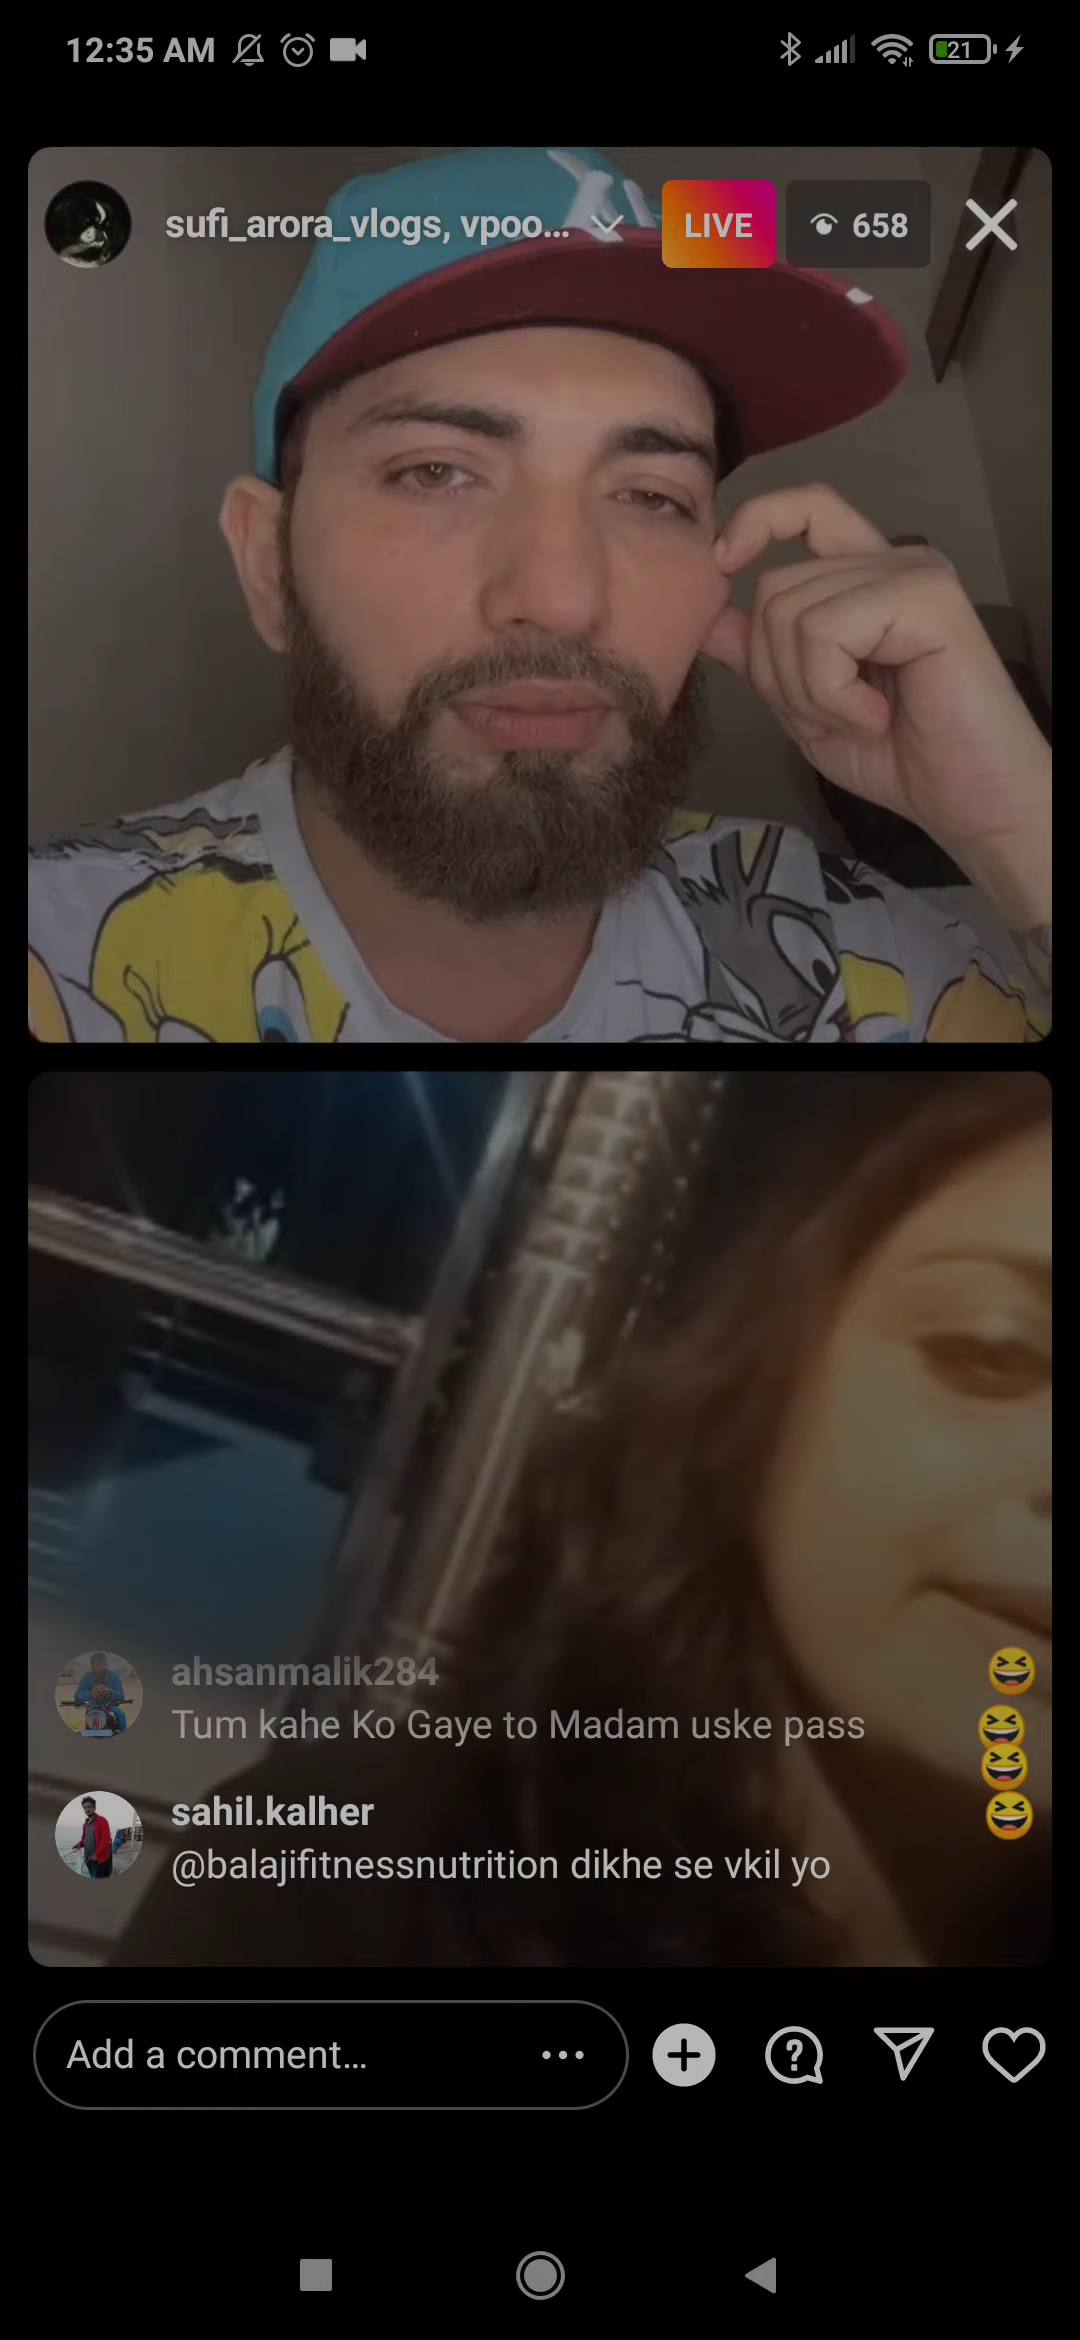 12:35 AM
21
sufi_arora_vlogs, vpoo...
LIVE
658
ahsanmalik284
Tum kahe Ko Gaye to Madam uske pass
sahil.kalher
@balajifitnessnutrition dikhe se vkil yo
Add a comment...